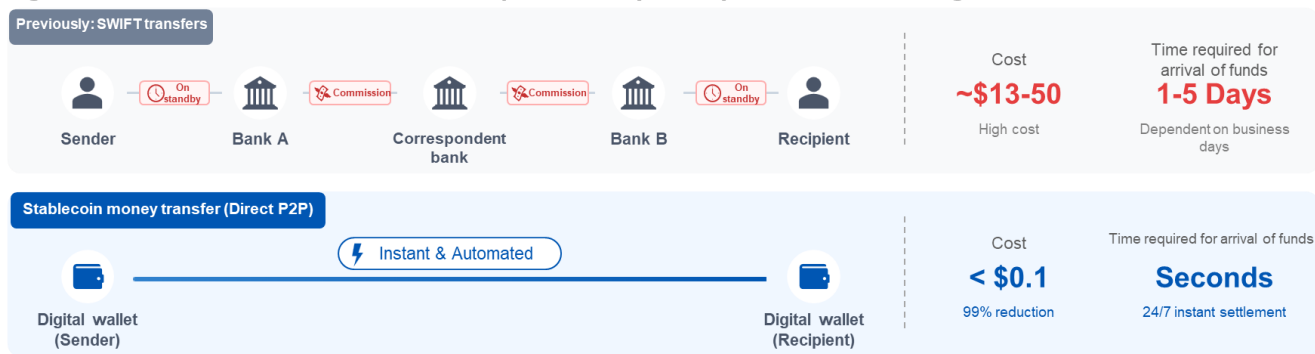 Previously: SWIFT transfers
On
standby
Commission
Commission
On
standby
Sender
Bank A
Correspondent
bank
Bank B
Recipient
Cost
~$13-50
High cost
Time required for
arrival of funds
1-5 Days
Dependent on business
days
Stablecoin money transfer (Direct P2P)
Instant & Automated
Digital wallet
(Sender)
Digital wallet
(Recipient)
Cost
< $0.1
99% reduction
Time required for arrival of funds
Seconds
24/7 instant settlement